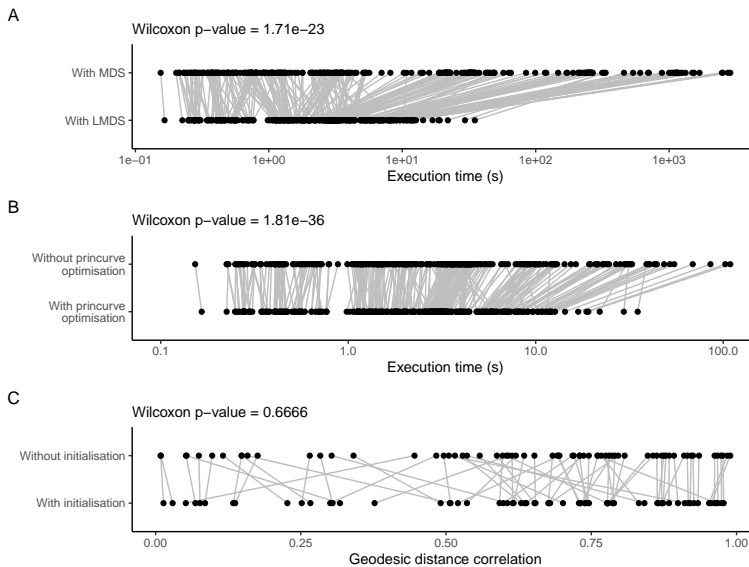 A
Wilcoxon p−value = 1.71e−23
With MDS
With LMDS
1e−01 1e+00 1e+01 1e+02 1e+03
Execution time (s)
B
Wilcoxon p−value = 1.81e−36
Without princurve
optimisation
With princurve
optimisation
0.1 1.0 10.0 100.0
Execution time (s)
C
Wilcoxon p−value = 0.6666
Without initialisation
With initialisation
0.00 0.25 0.50 0.75 1.00
Geodesic distance correlation